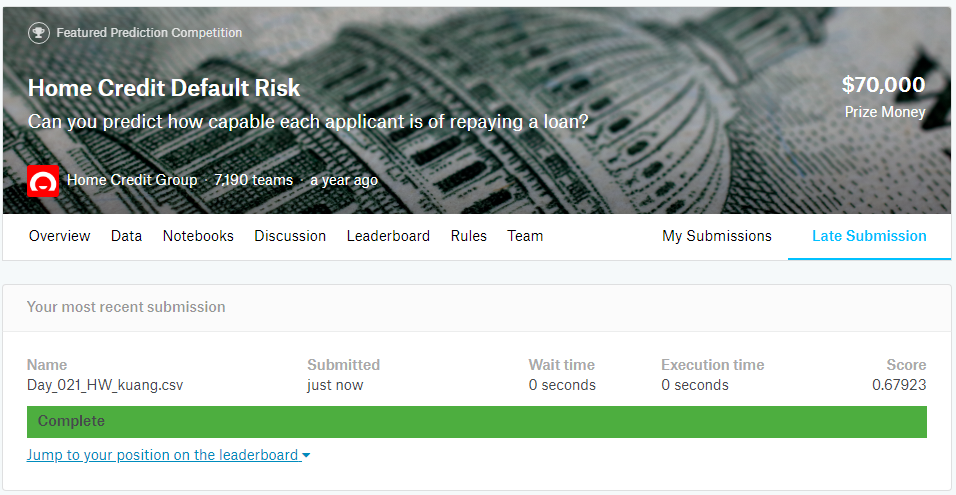 Featured Prediction Competition
Home Credit Default Risk
Can you predict how capable each applicant is of repaying a loan?
$70,000
Prize Money
Home Credit Group · 7,190 teams · a year ago
Overview Data Notebooks Discussion Leaderboard Rules Team My Submissions Late Submission
Your most recent submission
Name Submitted Wait time Execution time Score
Day_021_HW_kuang.csv just now 0 seconds 0 seconds 0.67923
Complete
Jump to your position on the leaderboard